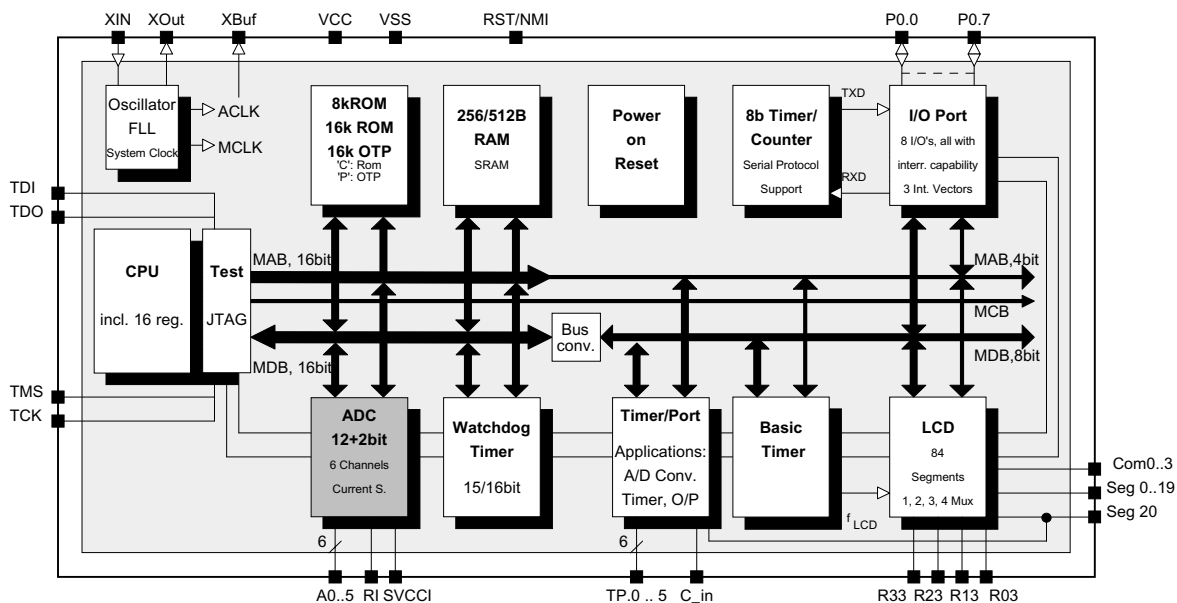 XIN XOut XBuf VCC VSS RST/NMI P0.0 P0.7
Oscillator
FLL
System Clock
ACLK
MCLK
8kROM
16k ROM
16k OTP
'C': Rom
'P': OTP
256/512B
RAM
SRAM
Power
on
Reset
8b Timer/
Counter
Serial Protocol
Support
TXD
RXD
I/O Port
8 I/O's, all with
interr. capability
3 Int. Vectors
TDI
TDO
CPU
incl. 16 reg.
Test
JTAG
MAB, 16bit
MAB,4bit
MCB
Bus
conv.
MDB, 16bit
MDB,8bit
TMS
TCK
ADC
12+2bit
6 Channels
Current S.
Watchdog
Timer
15/16bit
Timer/Port
Applications:
A/D Conv.
Timer, O/P
Basic
Timer
f LCD
LCD
84
Segments
1, 2, 3, 4 Mux
Com0..3
Seg 0..19
Seg 20
6
6
A0..5 RI SVCCI TP.0 .. 5 C_in R33 R23 R13 R03